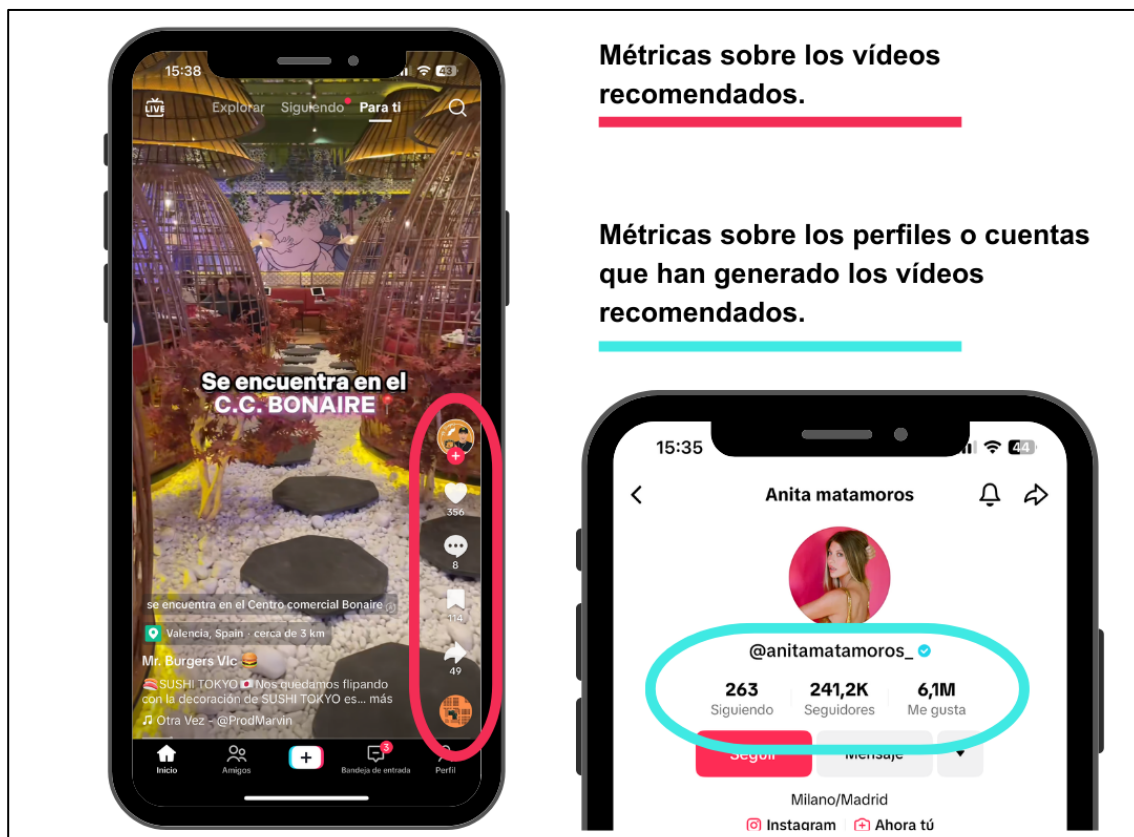 15:38
43
LIVE
Explorar Siguiendo Para ti
Se encuentra en el
C.C. BONAIRE
356
8
114
49
se encuentra en el Centro comercial Bonaire
Valencia, Spain · cerca de 3 km
Mr. Burgers Vlc 🍔
🍣SUSHI TOKYO🇯🇵 Nos quedamos flipando
con la decoración de SUSHI TOKYO es... más
Otra Vez - @ProdMarvin
Inicio
Amigos
3
Bandeja de entrada
Perfil
Métricas sobre los vídeos
recomendados.
Métricas sobre los perfiles o cuentas
que han generado los vídeos
recomendados.
15:35
44
Anita matamoros
@anitamatamoros_
263 241,2K 6,1M
Siguiendo Seguidores Me gusta
Seguir Mensaje
Milano/Madrid
Instagram Ahora tú